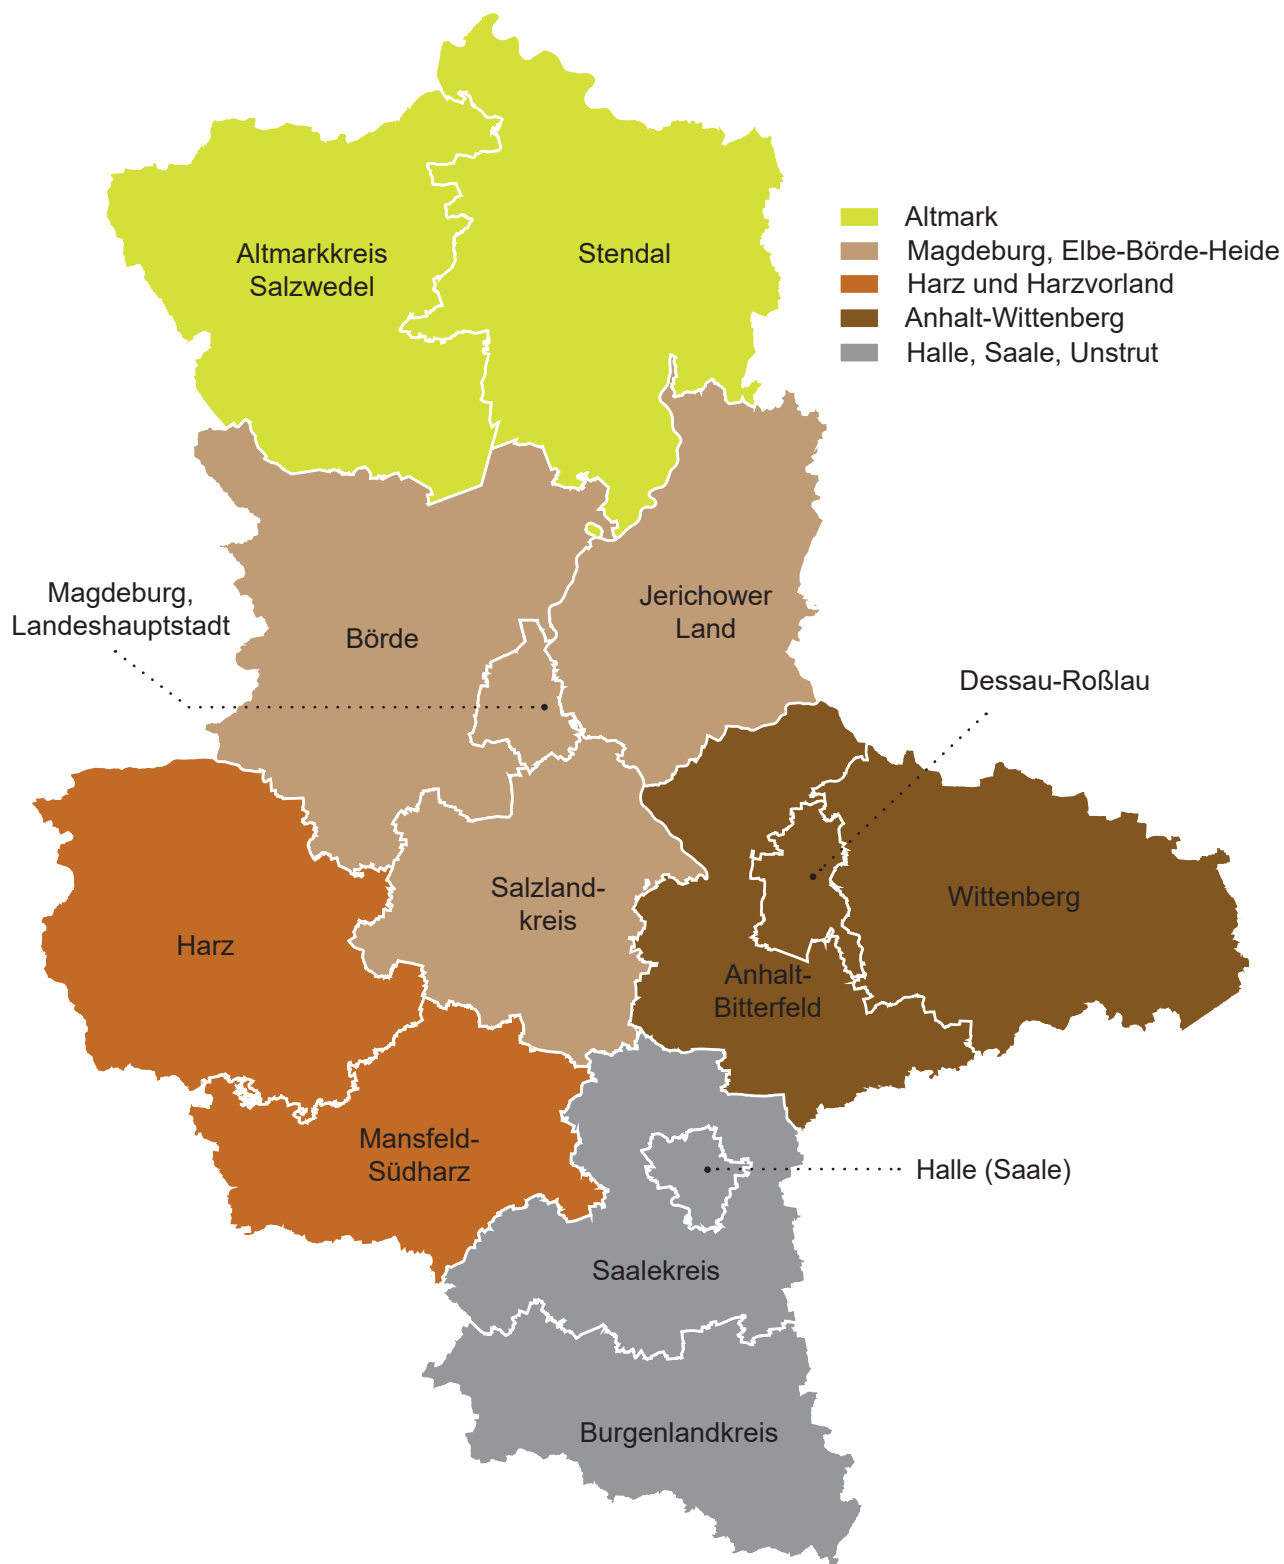 Altmark
Magdeburg, Elbe-Börde-Heide
Harz und Harzvorland
Anhalt-Wittenberg
Halle, Saale, Unstrut
Altmarkkreis
Salzwedel
Stendal
Magdeburg,
Landeshauptstadt
Börde
Jerichower
Land
Dessau-Roßlau
Salzland-
kreis
Wittenberg
Harz
Anhalt-
Bitterfeld
Mansfeld-
Südharz
Halle (Saale)
Saalekreis
Burgenlandkreis